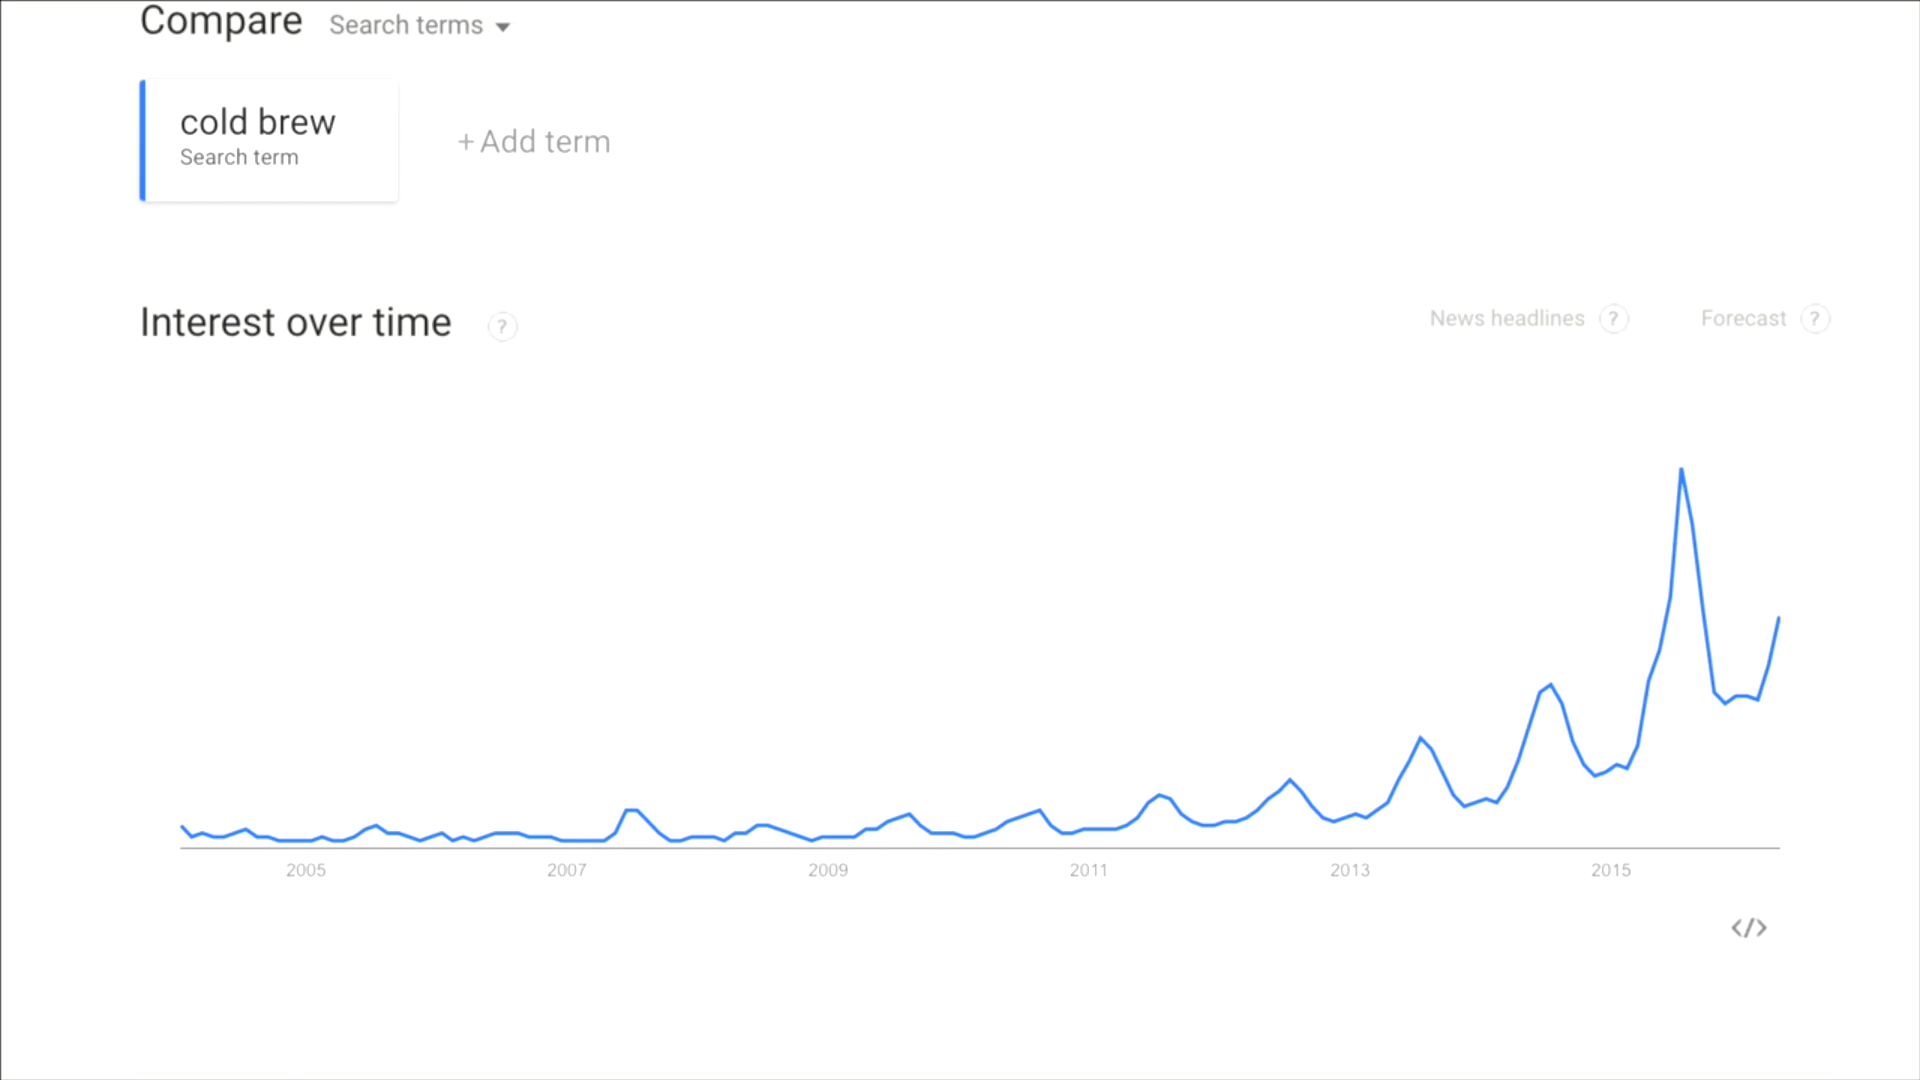 Compare Search terms
cold brew
Search term
+ Add term
Interest over time ?
News headlines ? Forecast ?
2005 2007 2009 2011 2013 2015
</>